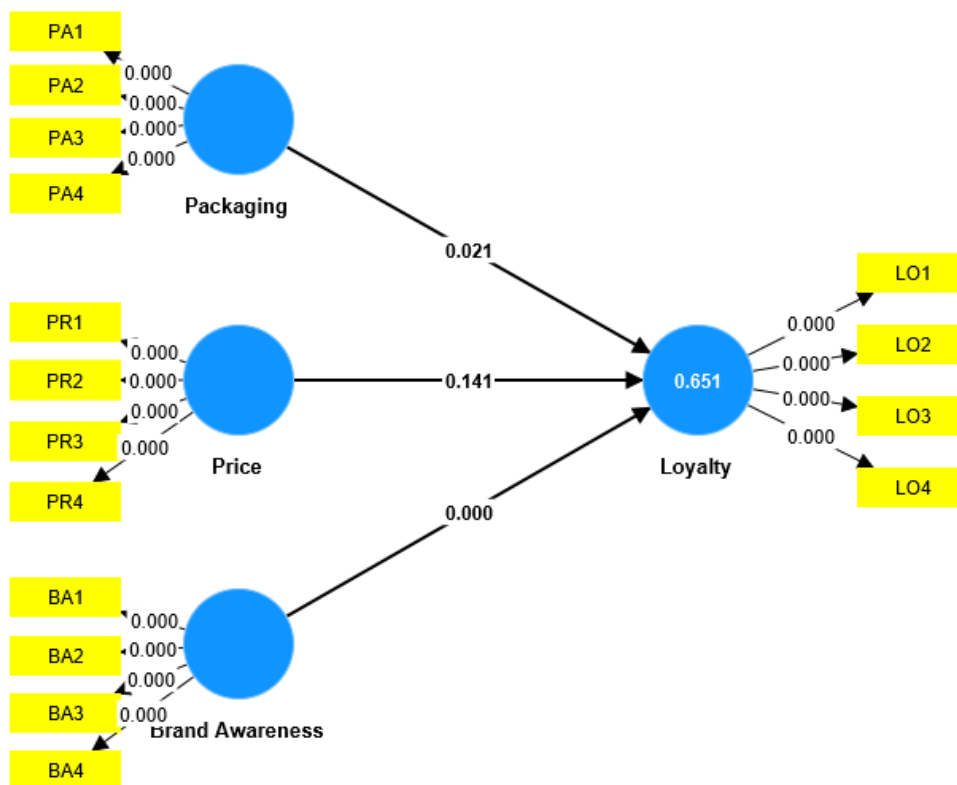 PA1
0.000
PA2
0.000
PA3
0.000
PA4
0.000
Packaging
0.021
PR1
0.000
PR2
0.000
PR3
0.000
PR4
0.000
Price
0.141
BA1
0.000
BA2
0.000
BA3
0.000
BA4
0.000
Brand Awareness
0.000
0.651
Loyalty
LO1
0.000
LO2
0.000
LO3
0.000
LO4
0.000